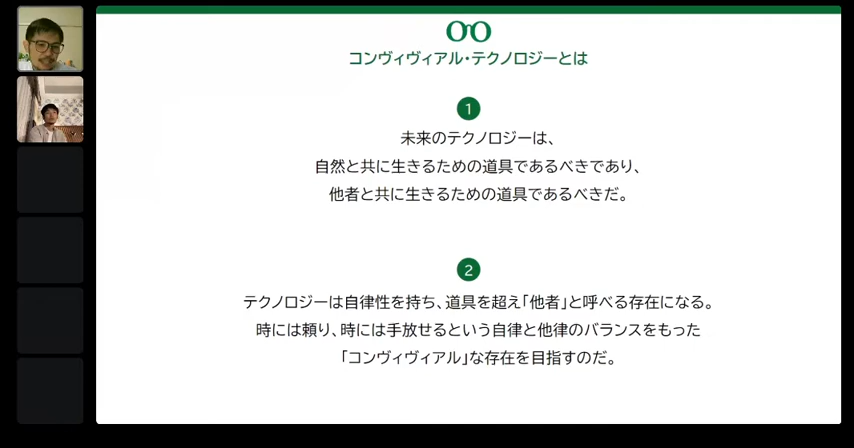 コンヴィヴィアル・テクノロジーとは
1
未来のテクノロジーは、
自然と共に生きるための道具であるべきであり、
他者と共に生きるための道具であるべきだ。
2
テクノロジーは自律性を持ち、道具を超え「他者」と呼べる存在になる。
時には頼り、時には手放せるという自律と他律のバランスをもった
「コンヴィヴィアル」な存在を目指すのだ。